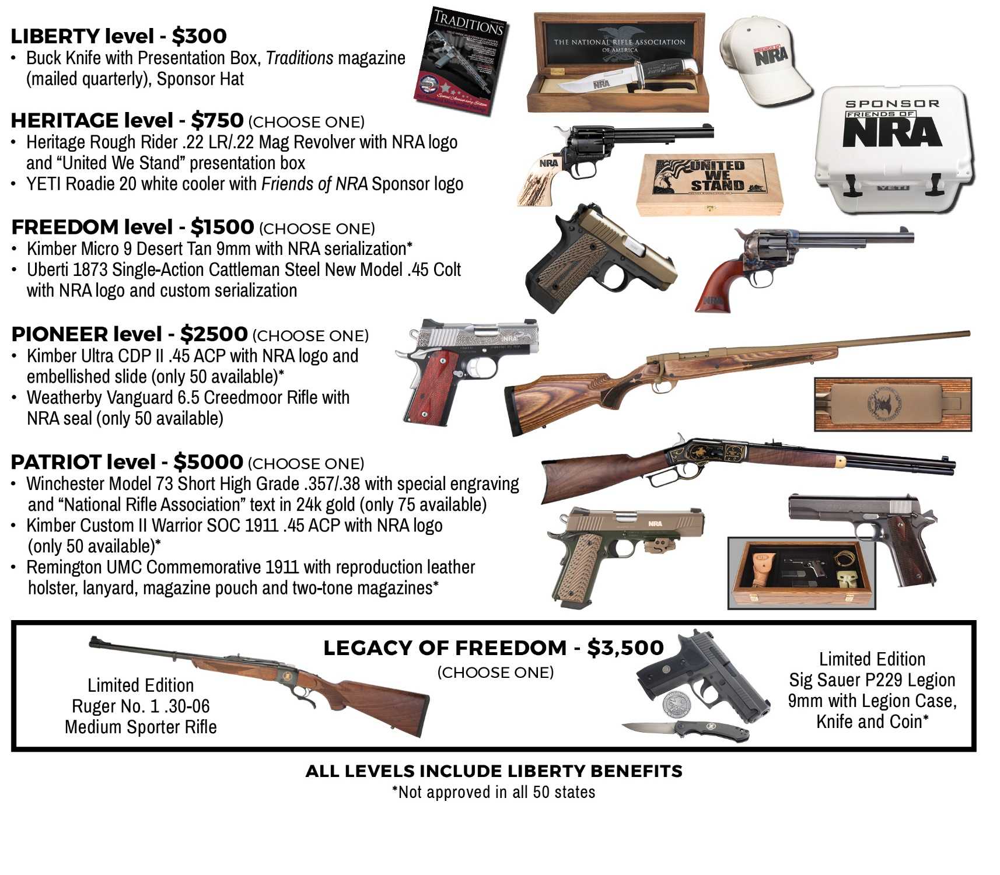 LIBERTY level - $300
• Buck Knife with Presentation Box, Traditions magazine
(mailed quarterly), Sponsor Hat
TRADITIONS
Special Anniversary Edition
2017 Standard Merchandise Package
THE NATIONAL RIFLE ASSOCIATION
OF AMERICA
NRA
FRIENDS OF
NRA
SPONSOR
FRIENDS OF
NRA
YETI
HERITAGE level - $750 (CHOOSE ONE)
• Heritage Rough Rider .22 LR/.22 Mag Revolver with NRA logo
and “United We Stand” presentation box
• YETI Roadie 20 white cooler with Friends of NRA Sponsor logo
NRA
UNITED
WE
STAND
FREEDOM level - $1500 (CHOOSE ONE)
• Kimber Micro 9 Desert Tan 9mm with NRA serialization*
• Uberti 1873 Single-Action Cattleman Steel New Model .45 Colt
with NRA logo and custom serialization
NRA
PIONEER level - $2500 (CHOOSE ONE)
• Kimber Ultra CDP II .45 ACP with NRA logo and
embellished slide (only 50 available)*
• Weatherby Vanguard 6.5 Creedmoor Rifle with
NRA seal (only 50 available)
NRA
PATRIOT level - $5000 (CHOOSE ONE)
• Winchester Model 73 Short High Grade .357/.38 with special engraving
and “National Rifle Association” text in 24k gold (only 75 available)
• Kimber Custom II Warrior SOC 1911 .45 ACP with NRA logo
(only 50 available)*
• Remington UMC Commemorative 1911 with reproduction leather
holster, lanyard, magazine pouch and two-tone magazines*
NRA
US
LEGACY OF FREEDOM - $3,500
(CHOOSE ONE)
Limited Edition
Ruger No. 1 .30-06
Medium Sporter Rifle
Limited Edition
Sig Sauer P229 Legion
9mm with Legion Case,
Knife and Coin*
ALL LEVELS INCLUDE LIBERTY BENEFITS
*Not approved in all 50 states